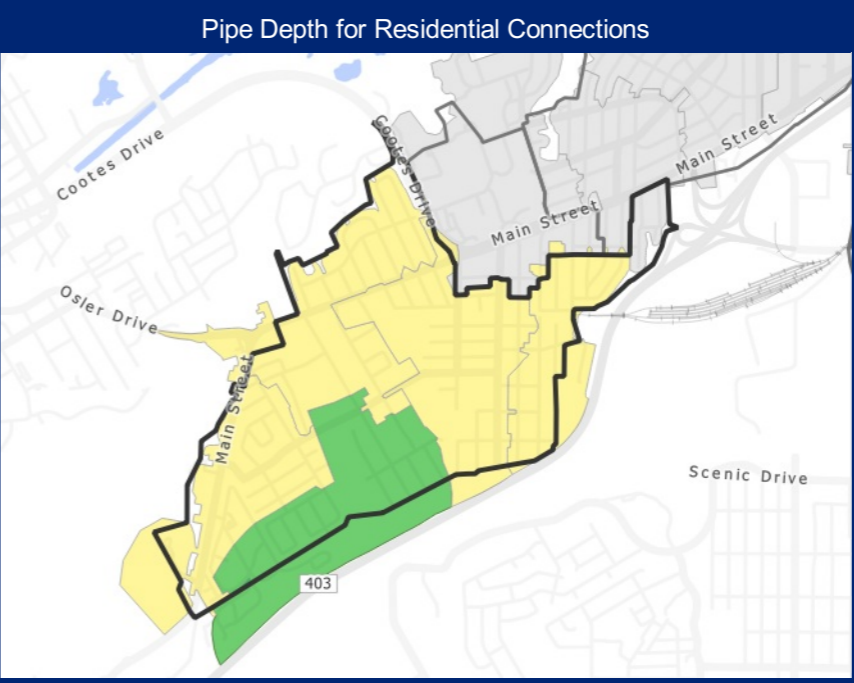 Pipe Depth for Residential Connections
Cootes Drive
Cootes Drive
Main Street
Main Street
Osler Drive
Main Street
Scenic Drive
403